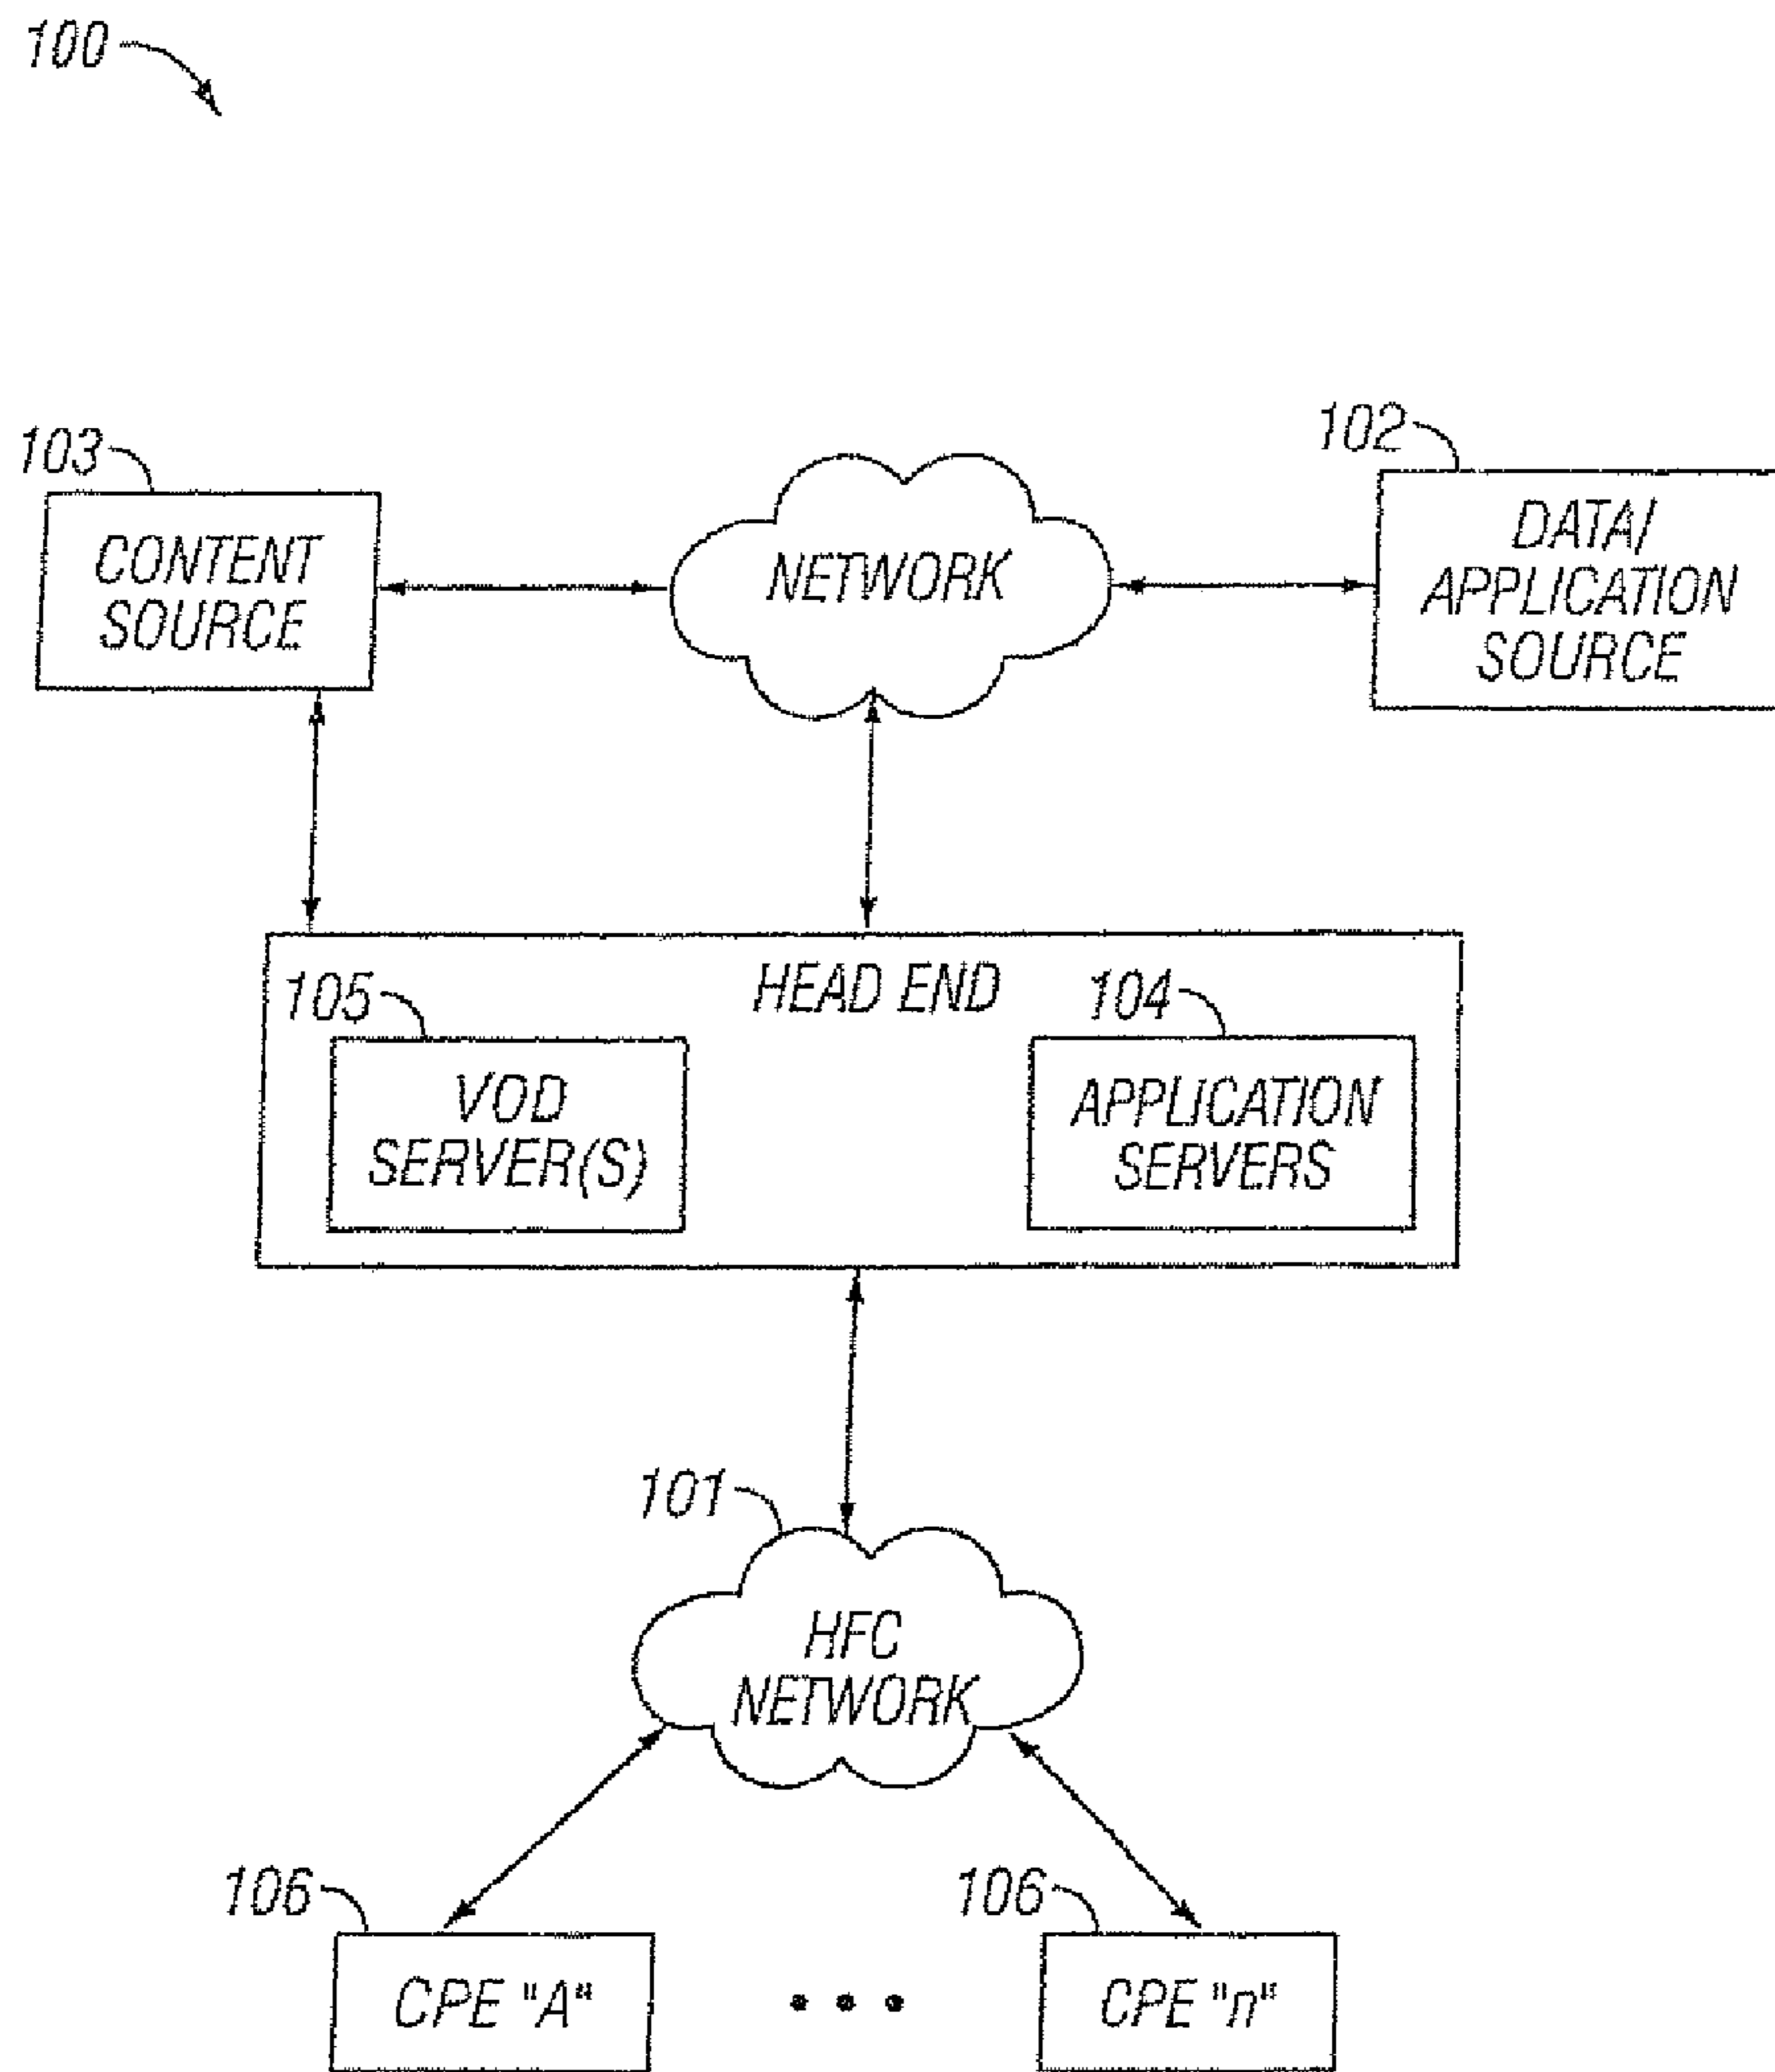 100
103
CONTENT
SOURCE
NETWORK
102
DATA/
APPLICATION
SOURCE
HEAD END
105
VOD
SERVER(S)
104
APPLICATION
SERVERS
101
HFC
NETWORK
106
CPE "A"
106
CPE "n"